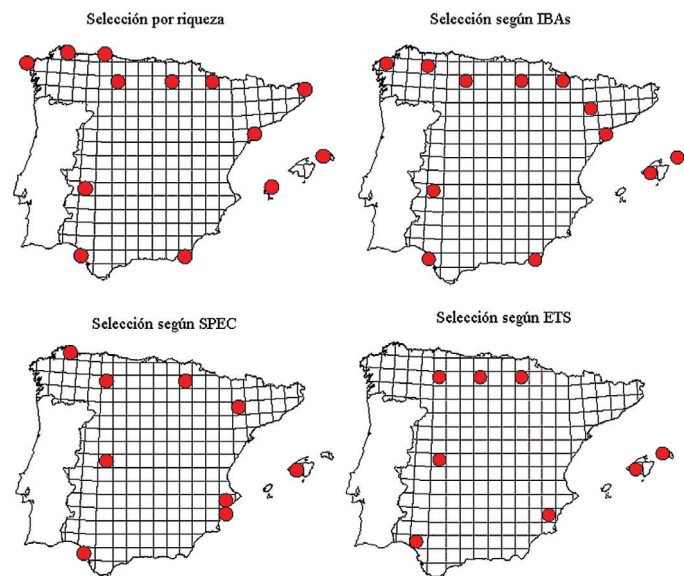 Selección por riqueza
Selección según IBAs
Selección según SPEC
Selección según ETS